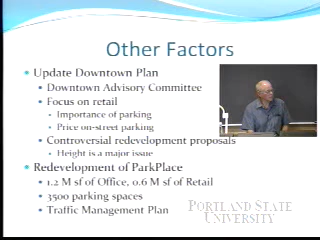 Other Factors
Update Downtown Plan
Downtown Advisory Committee
Focus on retail
Importance of parking
Price on-street parking
Controversial redevelopment proposals
Height is a major issue
Redevelopment of ParkPlace
1.2 M sf of Office, 0.6 M sf of Retail
3500 parking spaces
Traffic Management Plan
PORTLAND STATE
UNIVERSITY